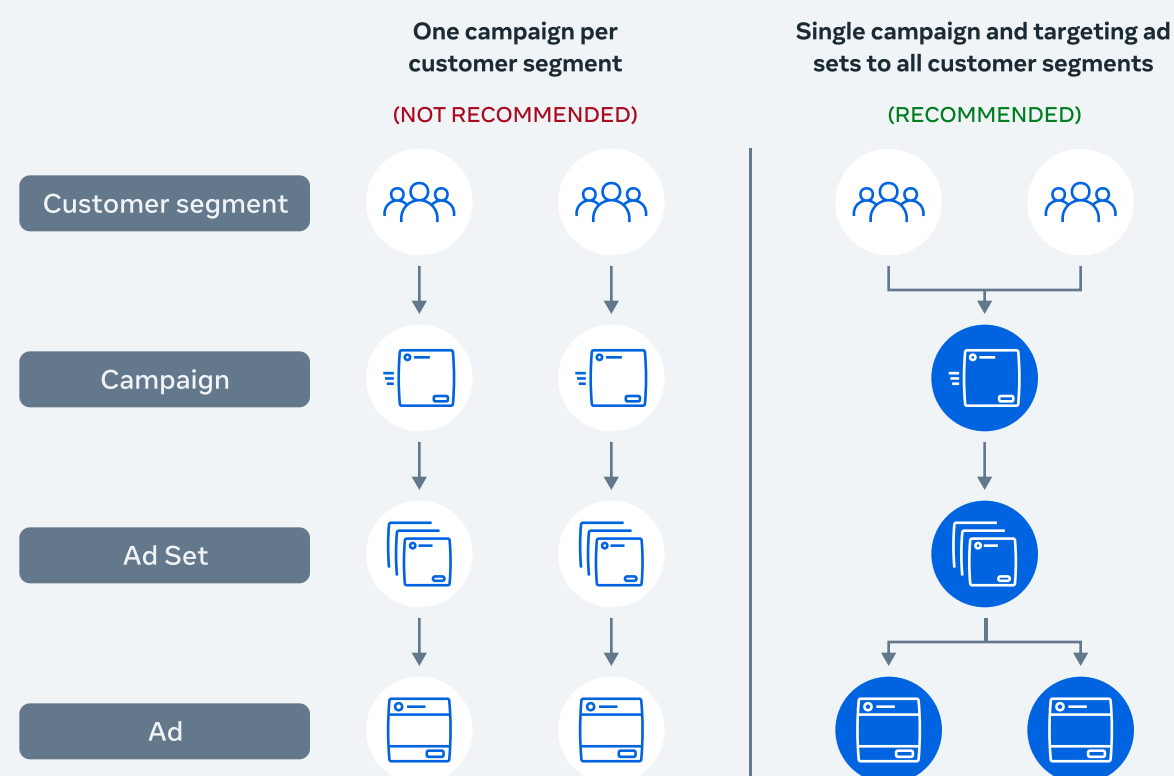 One campaign per
customer segment
(NOT RECOMMENDED)
Single campaign and targeting ad
sets to all customer segments
(RECOMMENDED)
Customer segment
Campaign
Ad Set
Ad